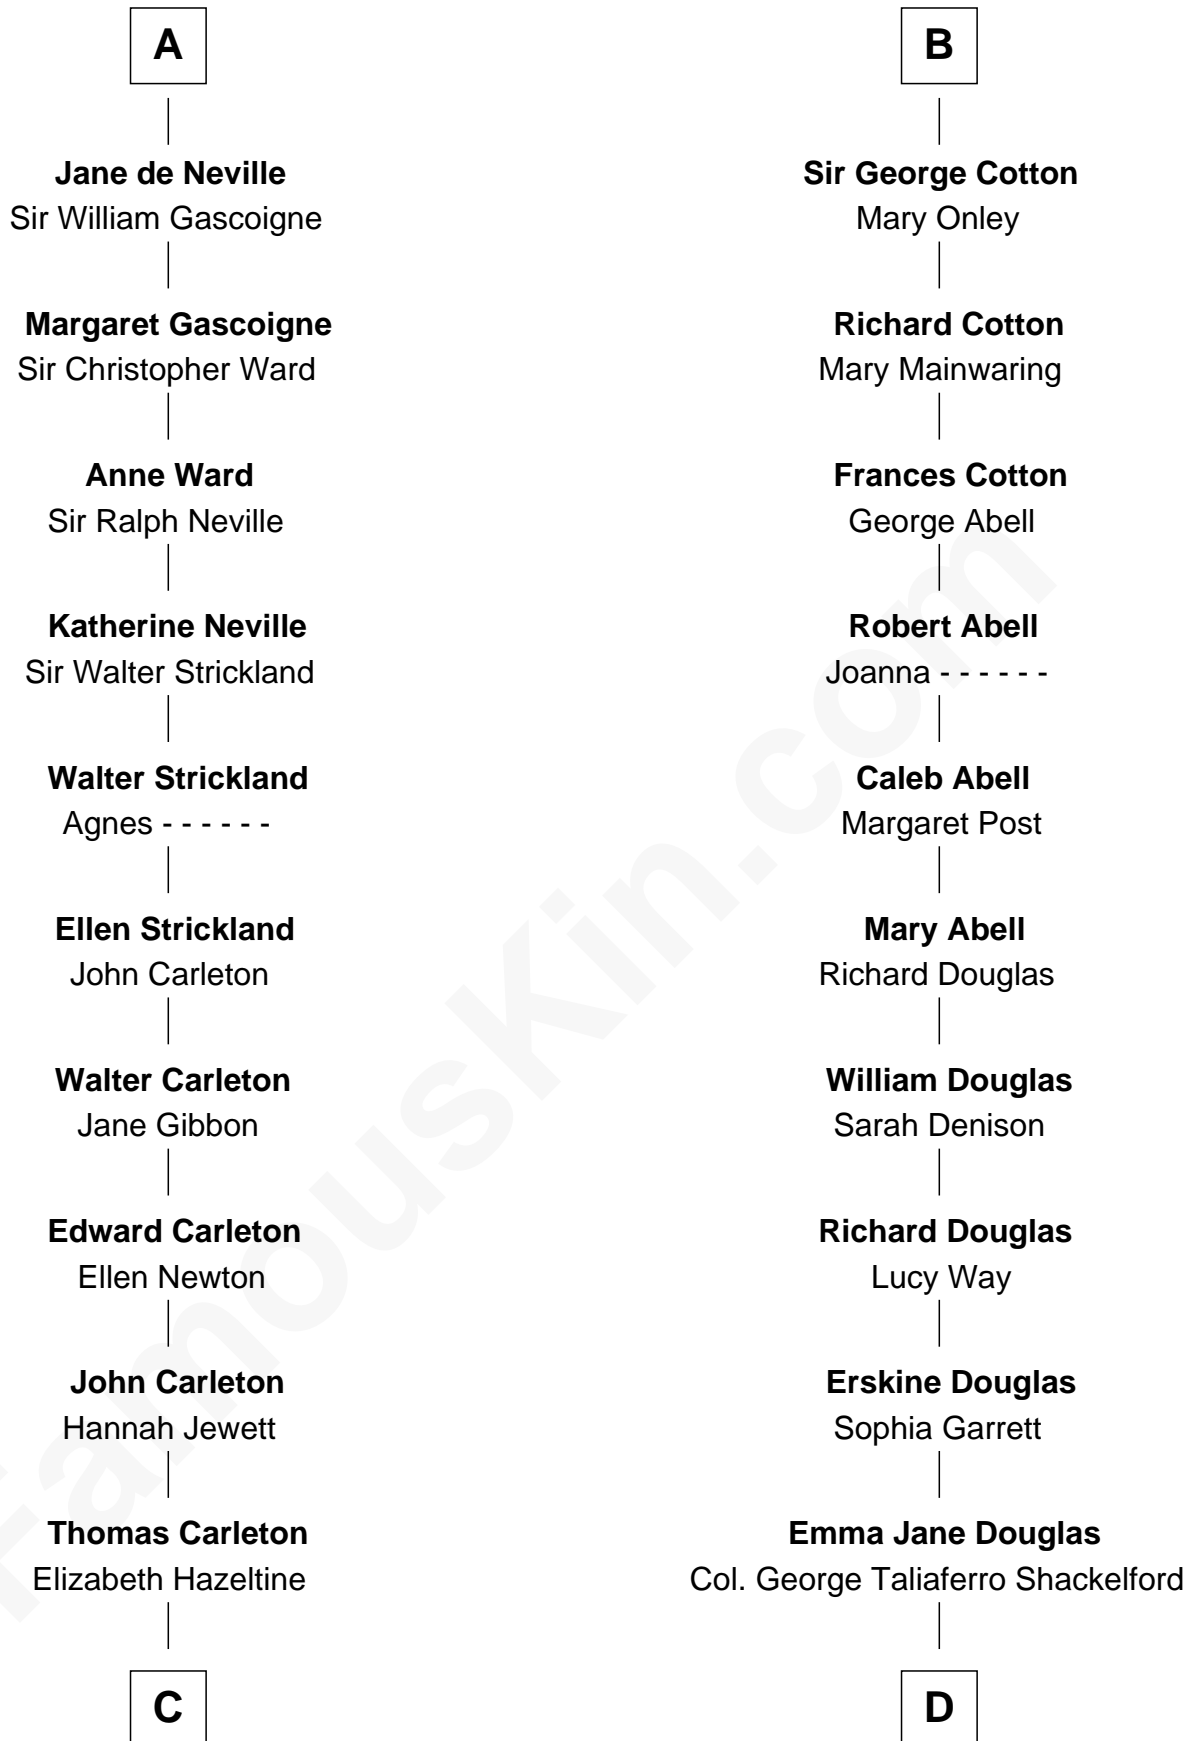 A
Jane de Neville
Sir William Gascoigne
Margaret Gascoigne
Sir Christopher Ward
Anne Ward
Sir Ralph Neville
Katherine Neville
Sir Walter Strickland
Walter Strickland
Agnes - - - - - -
Ellen Strickland
John Carleton
Walter Carleton
Jane Gibbon
Edward Carleton
Ellen Newton
John Carleton
Hannah Jewett
Thomas Carleton
Elizabeth Hazeltine
C
B
Sir George Cotton
Mary Onley
Richard Cotton
Mary Mainwaring
Frances Cotton
George Abell
Robert Abell
Joanna - - - - - -
Caleb Abell
Margaret Post
Mary Abell
Richard Douglas
William Douglas
Sarah Denison
Richard Douglas
Lucy Way
Erskine Douglas
Sophia Garrett
Emma Jane Douglas
Col. George Taliaferro Shackelford
D
FamousKin.com